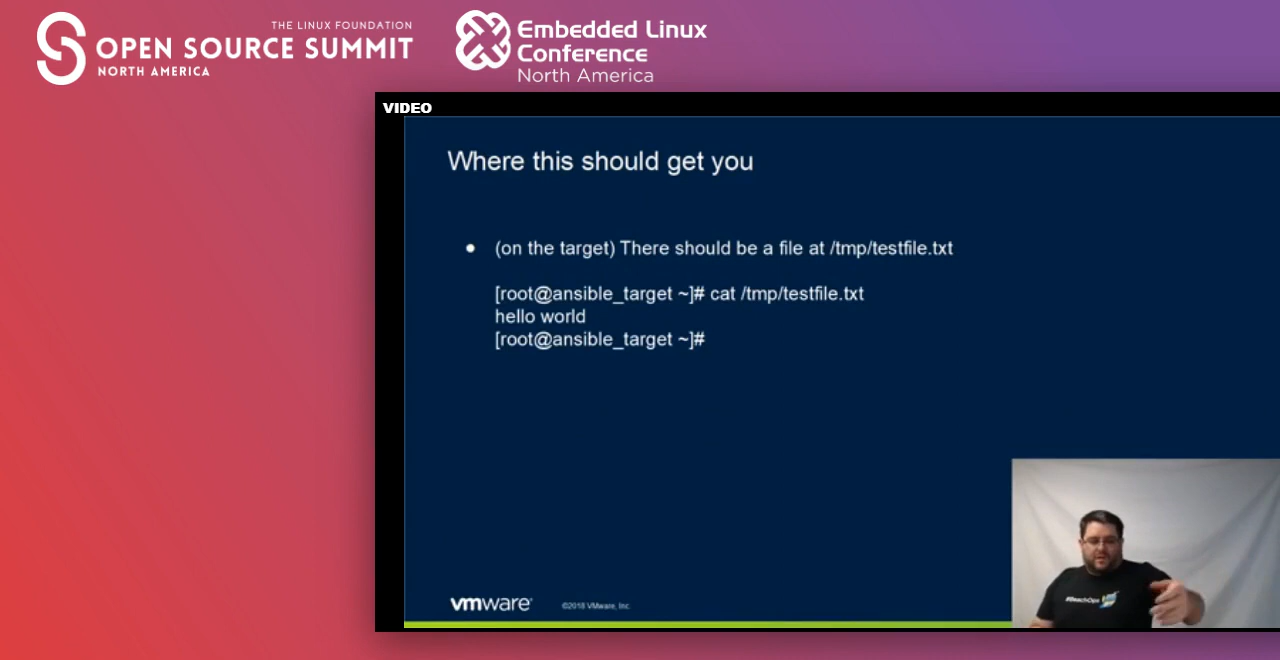 THE LINUX FOUNDATION
OPEN SOURCE SUMMIT
NORTH AMERICA
Embedded Linux
Conference
North America
VIDEO
Where this should get you
(on the target) There should be a file at /tmp/testfile.txt
[root@ansible_target ~]# cat /tmp/testfile.txt
hello world
[root@ansible_target ~]#
#BeachOps
vmware
©2018 VMware, Inc.